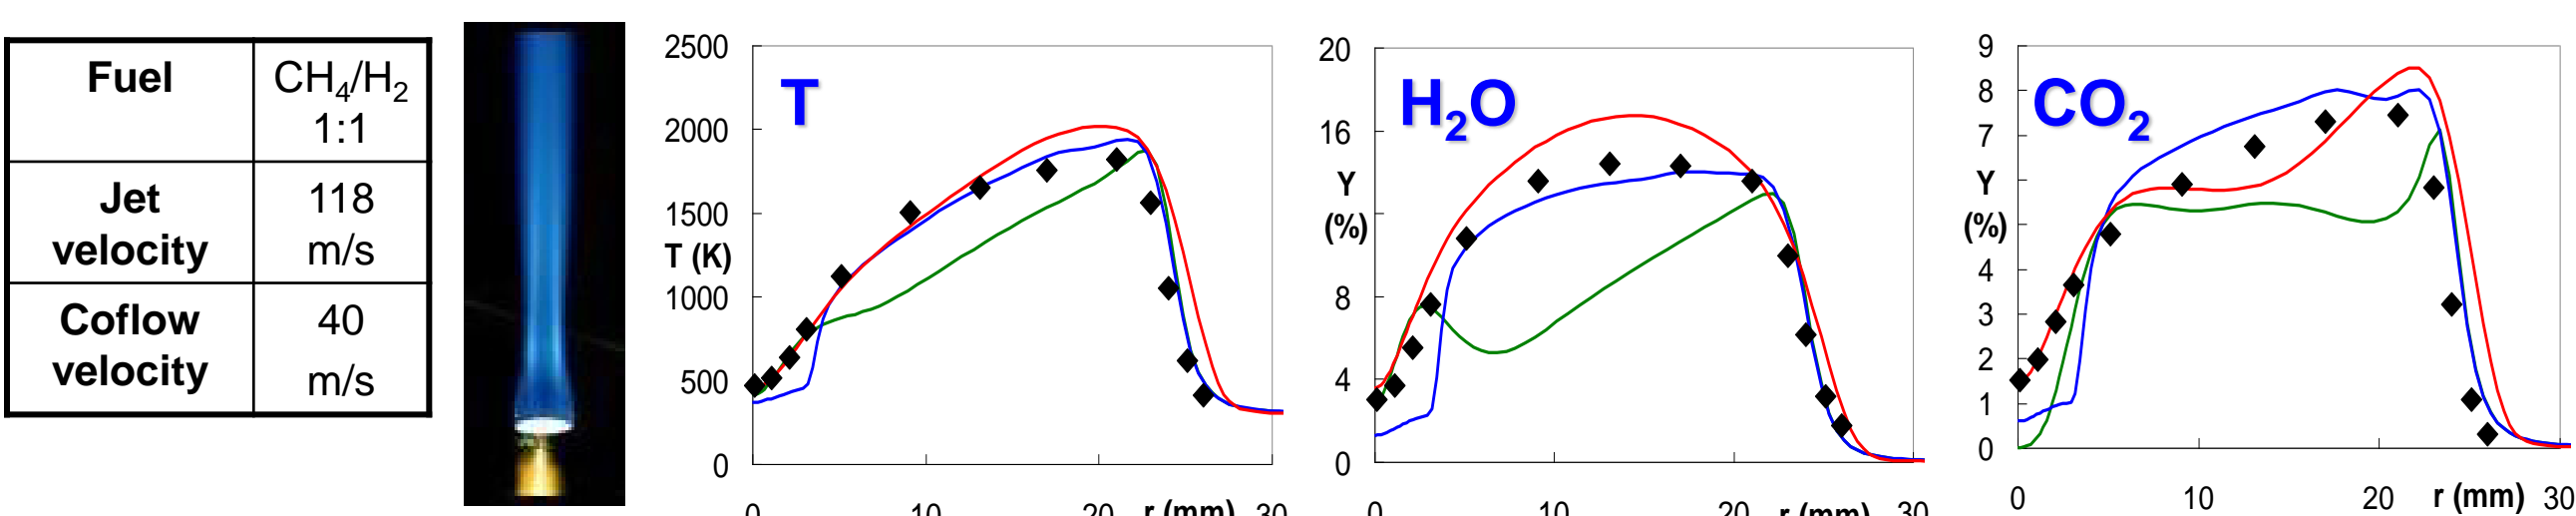 Fuel
CH₄/H₂
1:1
Jet
velocity
118
m/s
Coflow
velocity
40
m/s
T
2500
2000
1500
T (K)
1000
500
0
0
10
20
r (mm)
30
H₂O
20
16
Y
(%)
8
4
0
0
10
20
r (mm)
30
CO₂
9
8
7
Y
(%)
4
3
2
1
0
0
10
20
r (mm)
30